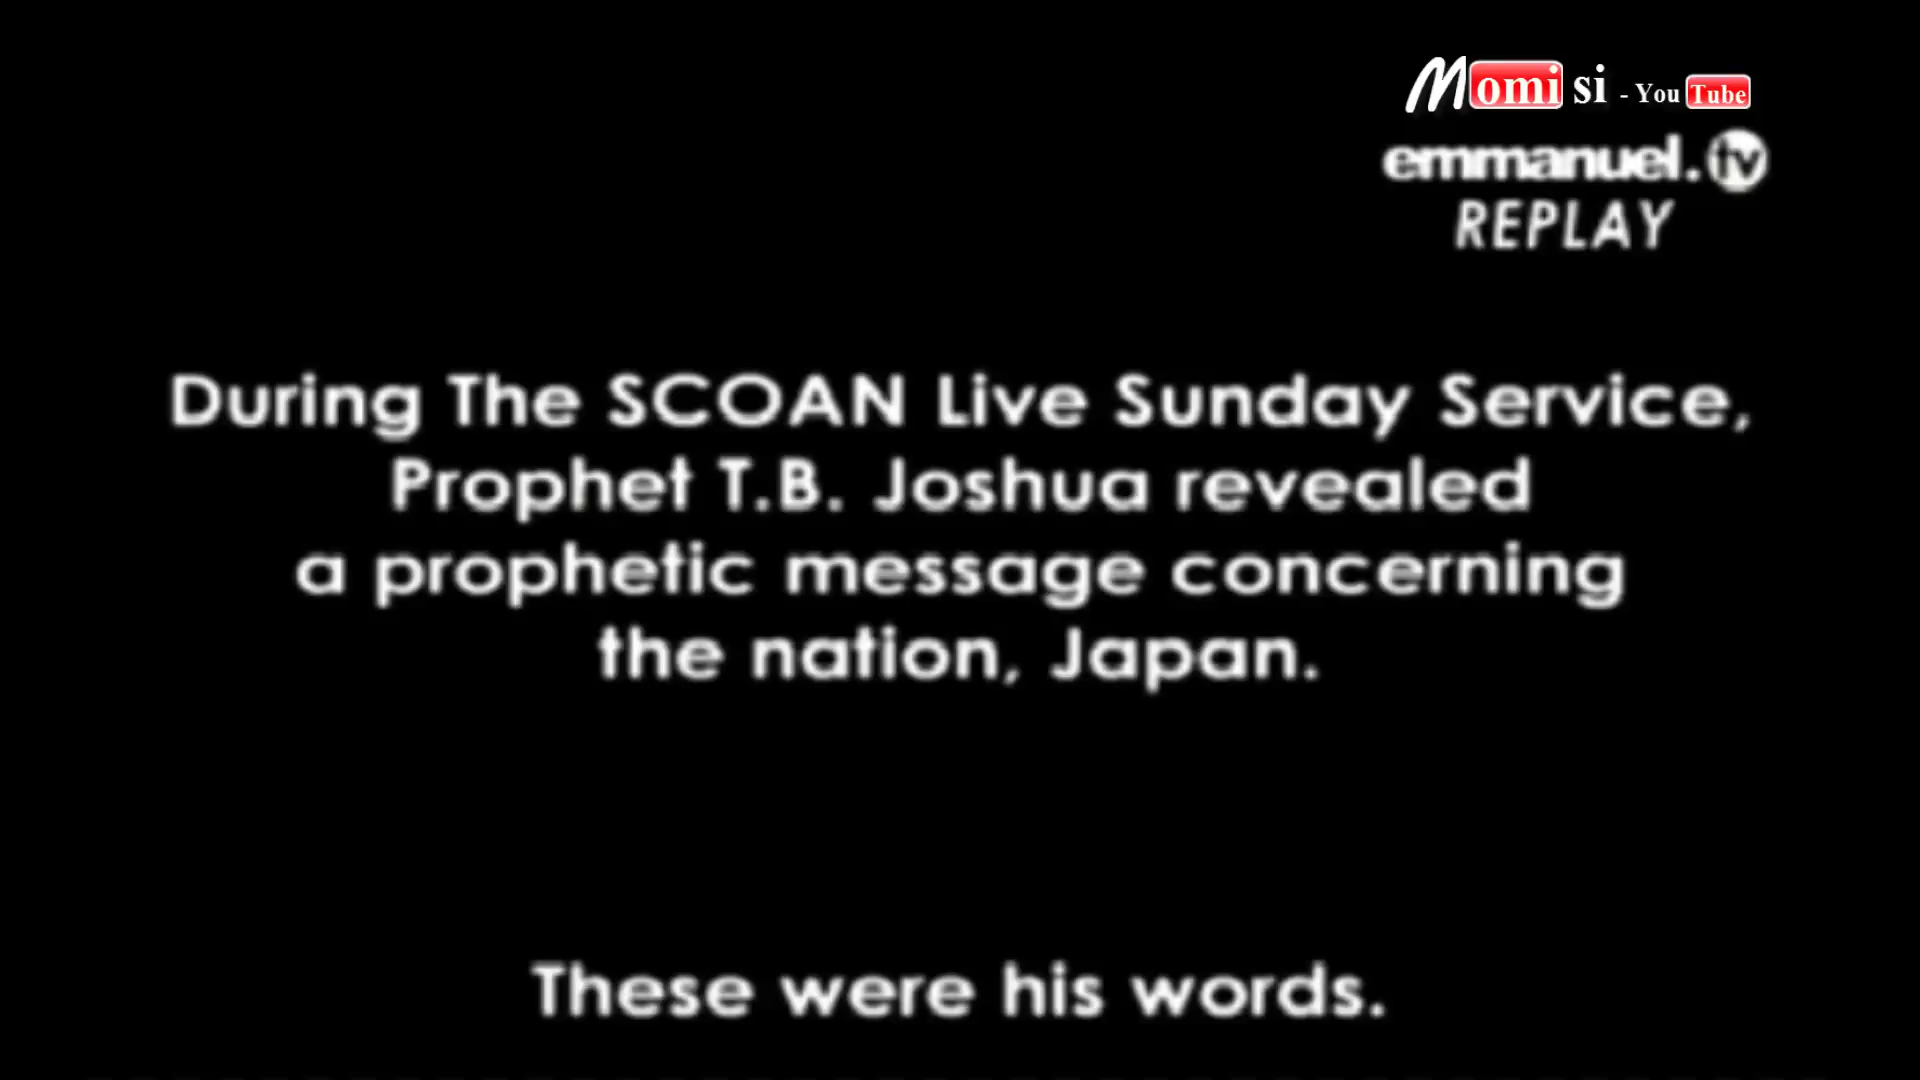 Momi si - You Tube
emmanuel.tv
REPLAY
During The SCOAN Live Sunday Service,
Prophet T.B. Joshua revealed
a prophetic message concerning
the nation, Japan.
These were his words.